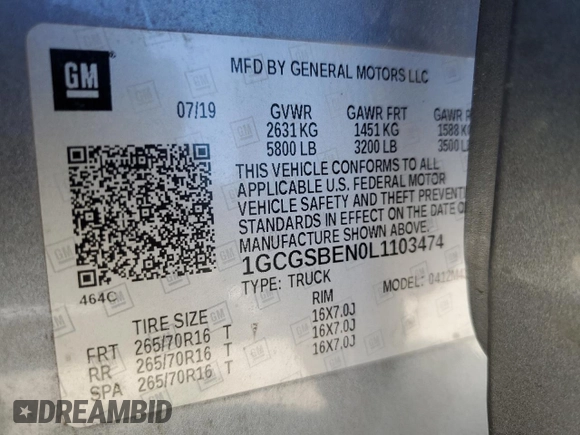 GM
MFD BY GENERAL MOTORS LLC
07/19 GVWR GAWR FRT GAWR
2631 KG 1451 KG 1588 K
5800 LB 3200 LB 3500 L
THIS VEHICLE CONFORMS TO ALL
APPLICABLE U.S. FEDERAL MOTOR
VEHICLE SAFETY AND THEFT PREVENTI
STANDARDS IN EFFECT ON THE DATE O
MANUFACTURE
464C 1GCGSBEN0L1103474
TYPE: TRUCK
TIRE SIZE RIM
FRT 265/70R16 T 16X7.0J
RR 265/70R16 T 16X7.0J
SPA 265/70R16 T 16X7.0J
DREAMBID